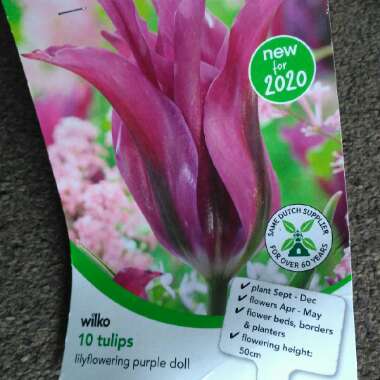 new
for
2020
SAME DUTCH SUPPLIER
FOR OVER 60 YEARS
wilko
10 tulips
lilyflowering purple doll
✓ plant Sept - Dec
✓ flowers Apr - May
✓ flower beds, borders
& planters
✓ flowering height:
50cm